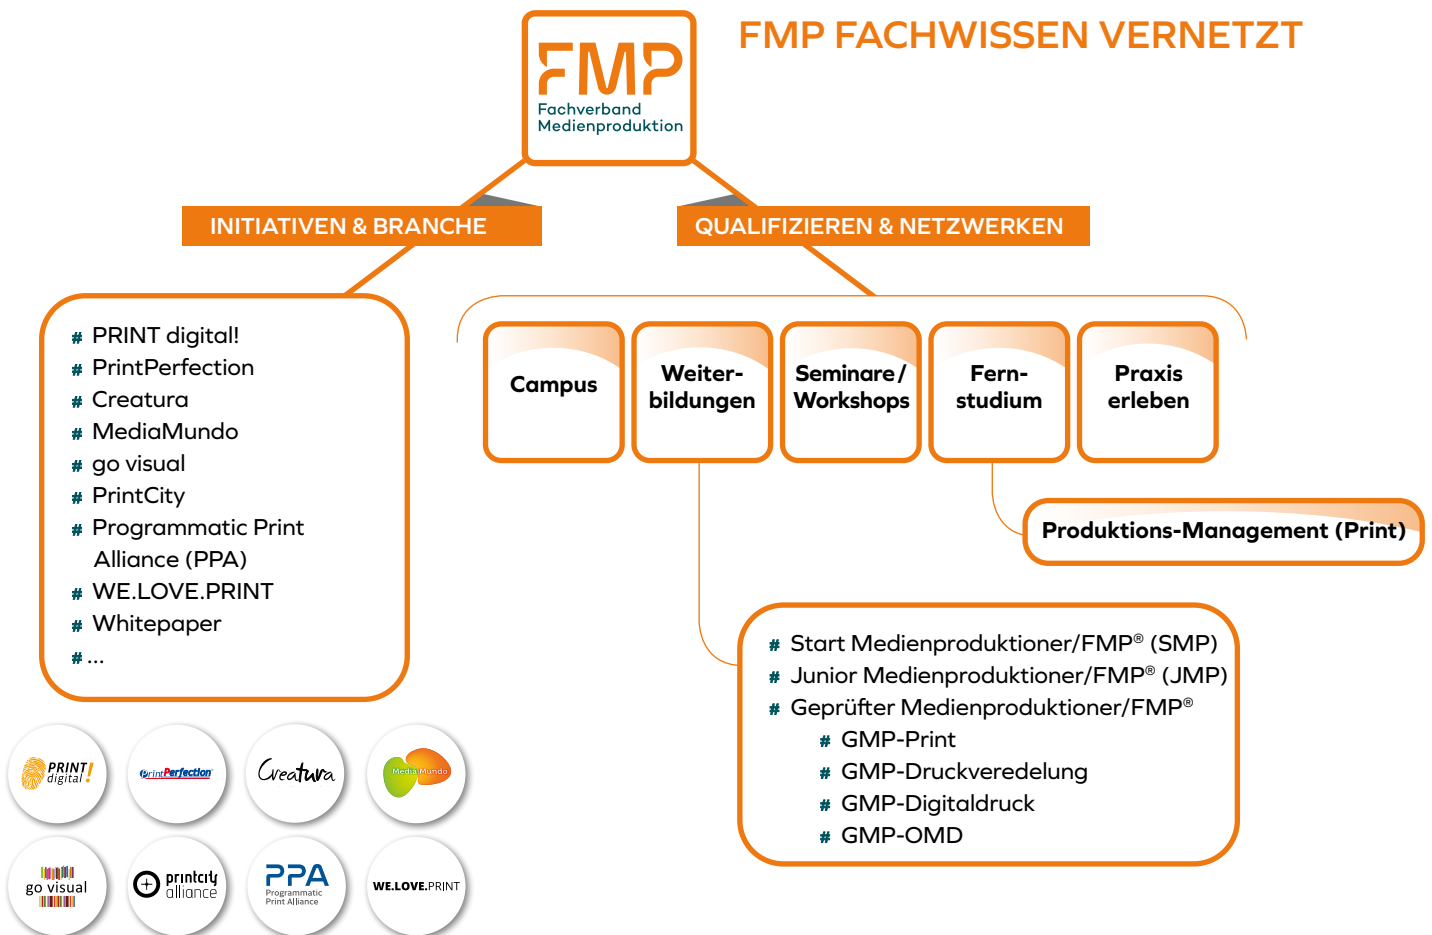 FMP FACHWISSEN VERNETZT
FMP
Fachverband
Medienproduktion
INITIATIVEN & BRANCHE
QUALIFIZIEREN & NETZWERKEN
# PRINT digital!
# PrintPerfection
# Creatura
# MediaMundo
# go visual
# PrintCity
# Programmatic Print
Alliance (PPA)
# WE.LOVE.PRINT
# Whitepaper
# ...
Campus
Weiter-
bildungen
Seminare/
Workshops
Fern-
studium
Praxis
erleben
Produktions-Management (Print)
# Start Medienproduktioner/FMP® (SMP)
# Junior Medienproduktioner/FMP® (JMP)
# Geprüfter Medienproduktioner/FMP®
# GMP-Print
# GMP-Druckveredelung
# GMP-Digitaldruck
# GMP-OMD
PRINT
digital!
PrintPerfection
Creatura
Media Mundo
go visual
printcity
alliance
PPA
Programmatic
Print Alliance
WE.LOVE.PRINT